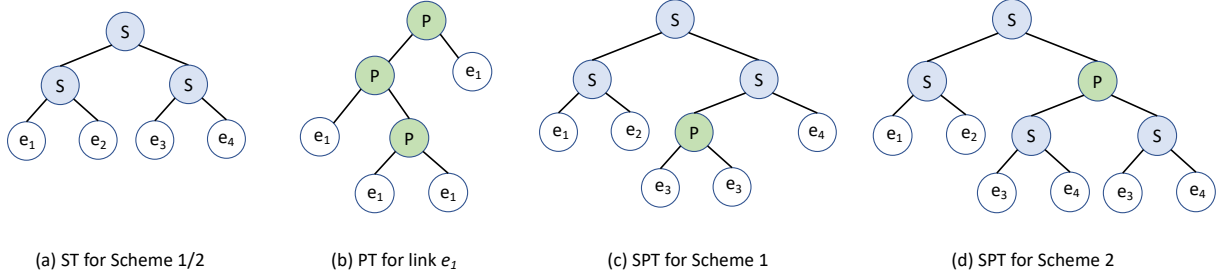 S
S
S
e₁
e₂
e₃
e₄
P
P
e₁
e₁
P
e₁
e₁
S
S
S
e₁
e₂
P
e₄
e₃
e₃
S
S
P
e₁
e₂
S
S
e₃
e₄
e₃
e₄
(a) ST for Scheme 1/2
(b) PT for link e₁
(c) SPT for Scheme 1
(d) SPT for Scheme 2